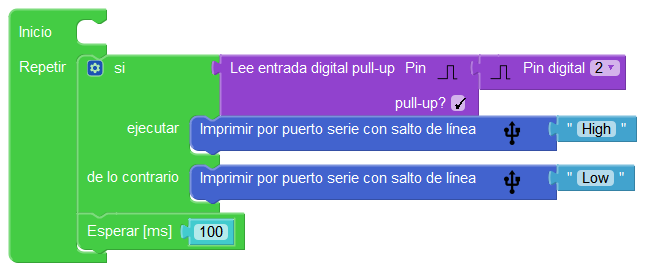 Inicio
Repetir si Lee entrada digital pull-up Pin Pin digital 2
pull-up?
ejecutar Imprimir por puerto serie con salto de línea " High "
de lo contrario Imprimir por puerto serie con salto de línea " Low "
Esperar [ms] 100